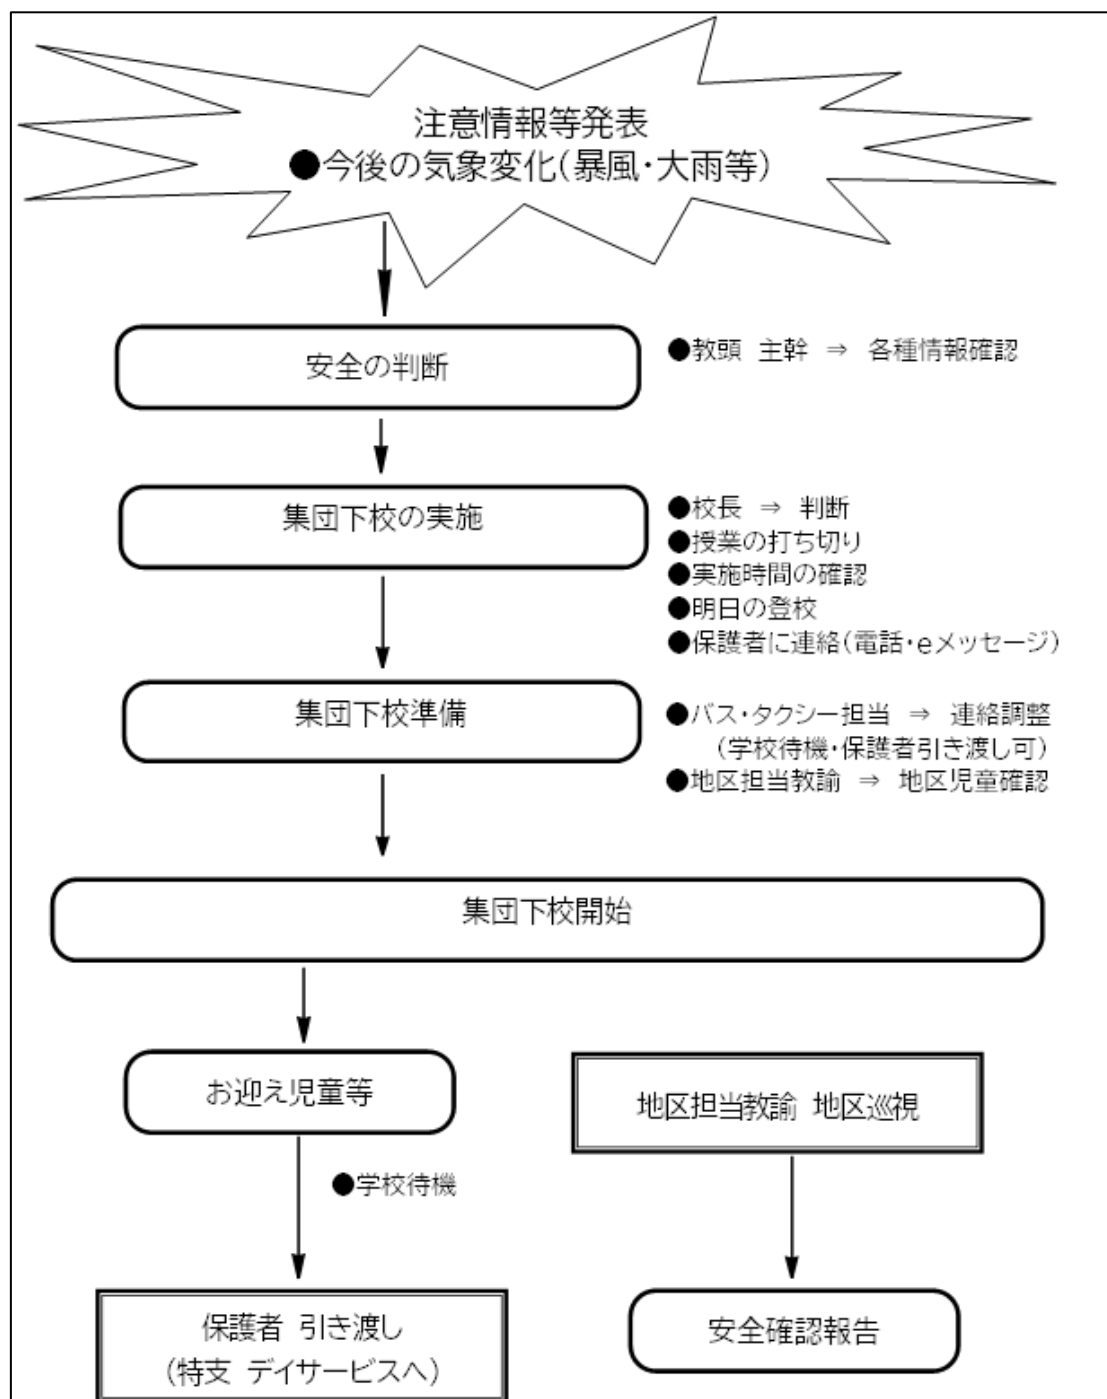 注意情報等発表
●今後の気象変化(暴風・大雨等)
安全の判断
●教頭 主幹 ⇒ 各種情報確認
集団下校の実施
●校長 ⇒ 判断
●授業の打ち切り
●実施時間の確認
●明日の登校
●保護者に連絡(電話・eメッセージ)
集団下校準備
●バス・タクシー担当 ⇒ 連絡調整
(学校待機・保護者引き渡し可)
●地区担当教諭 ⇒ 地区児童確認
集団下校開始
お迎え児童等
地区担当教諭 地区巡視
●学校待機
保護者 引き渡し
(特支 デイサービスへ)
安全確認報告